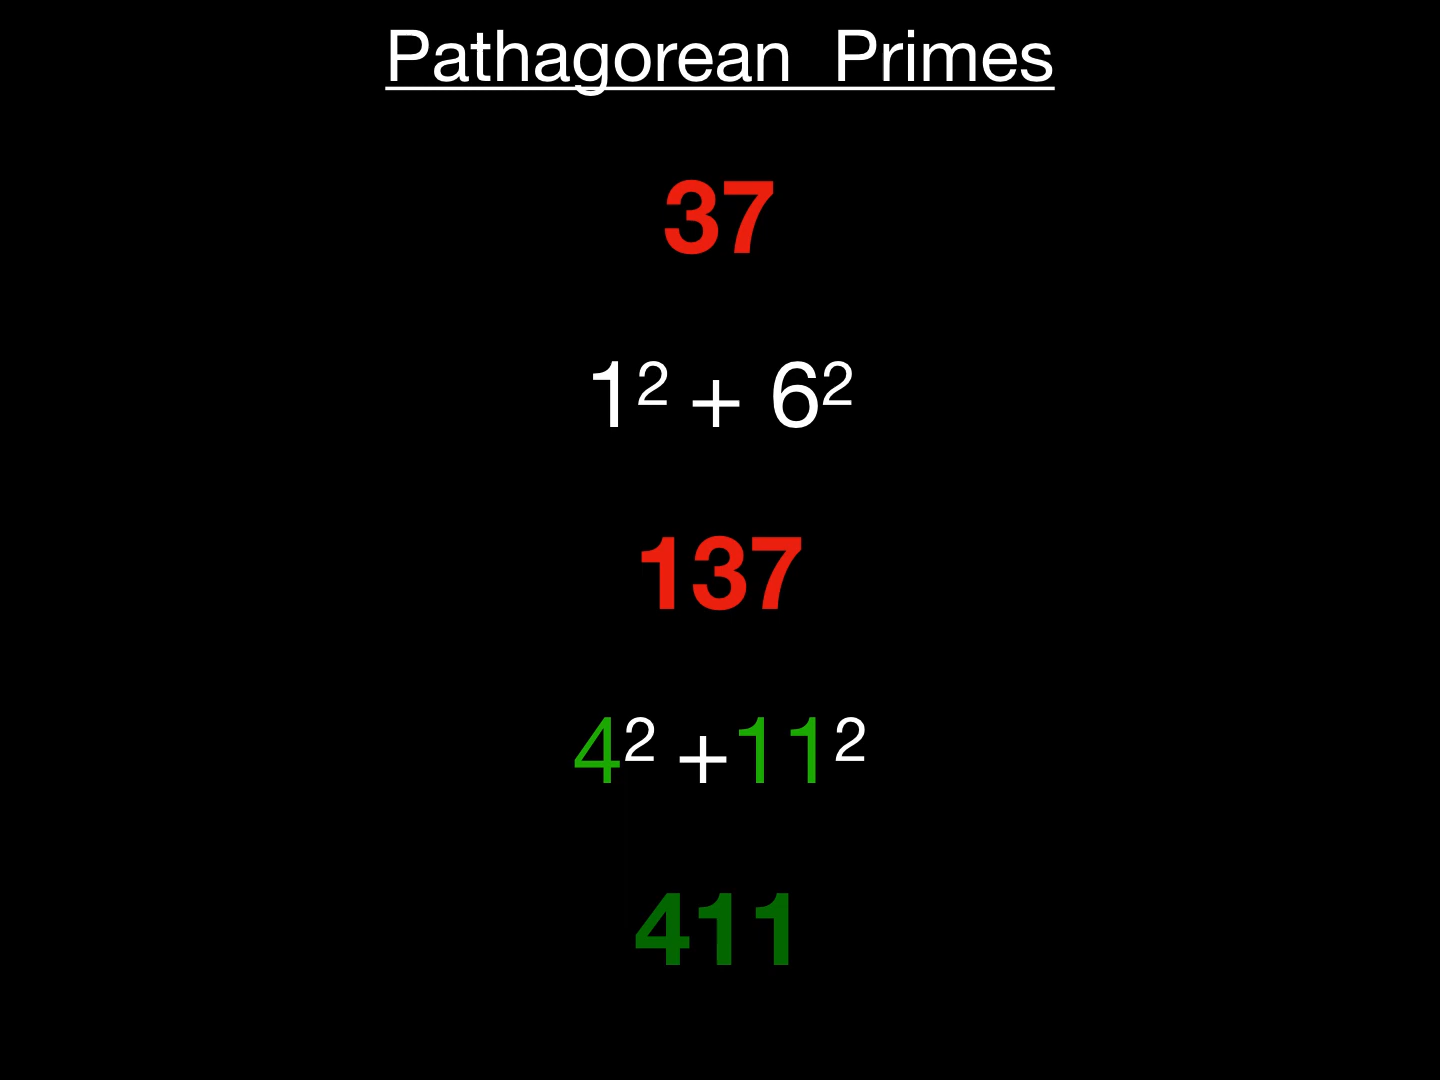 Pathagorean Primes
37
1² + 6²
137
4² +11²
411